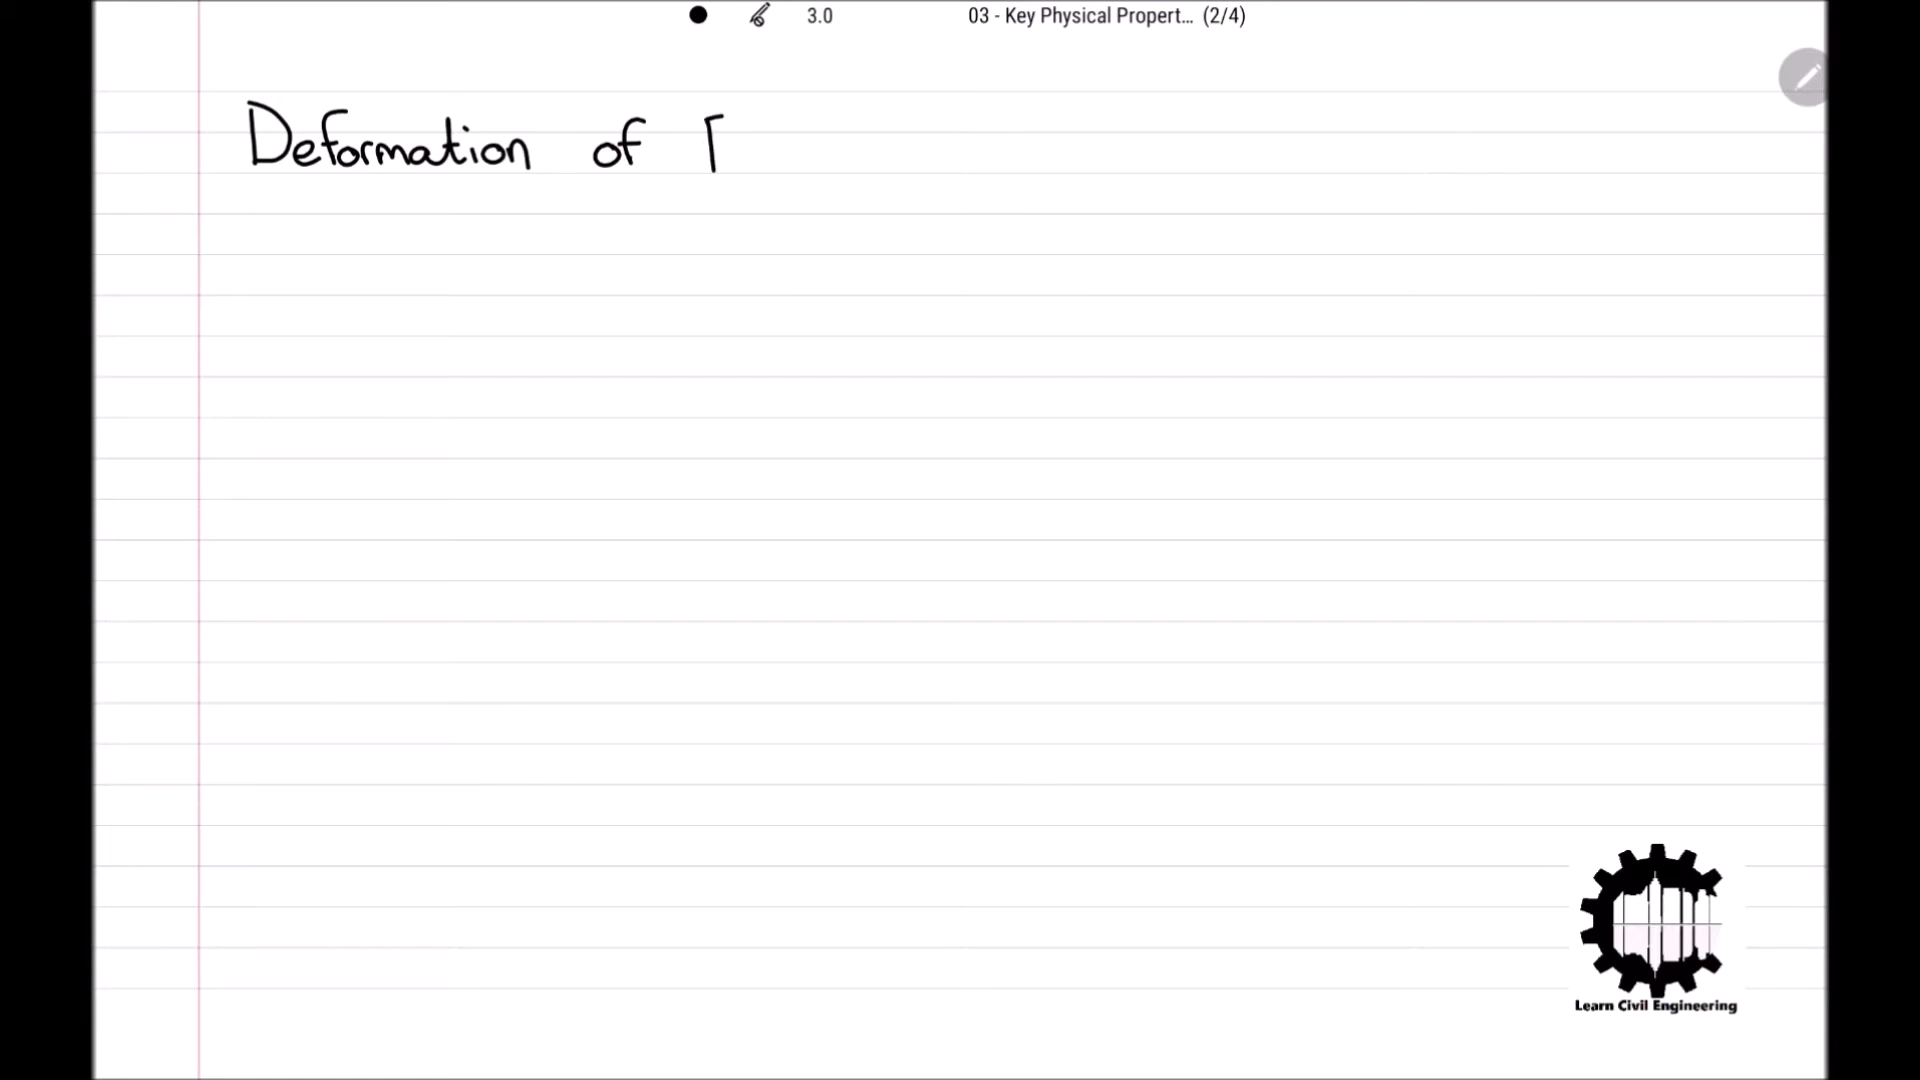 3.0 03 - Key Physical Propert... (2/4)
Deformation of
Learn Civil Engineering